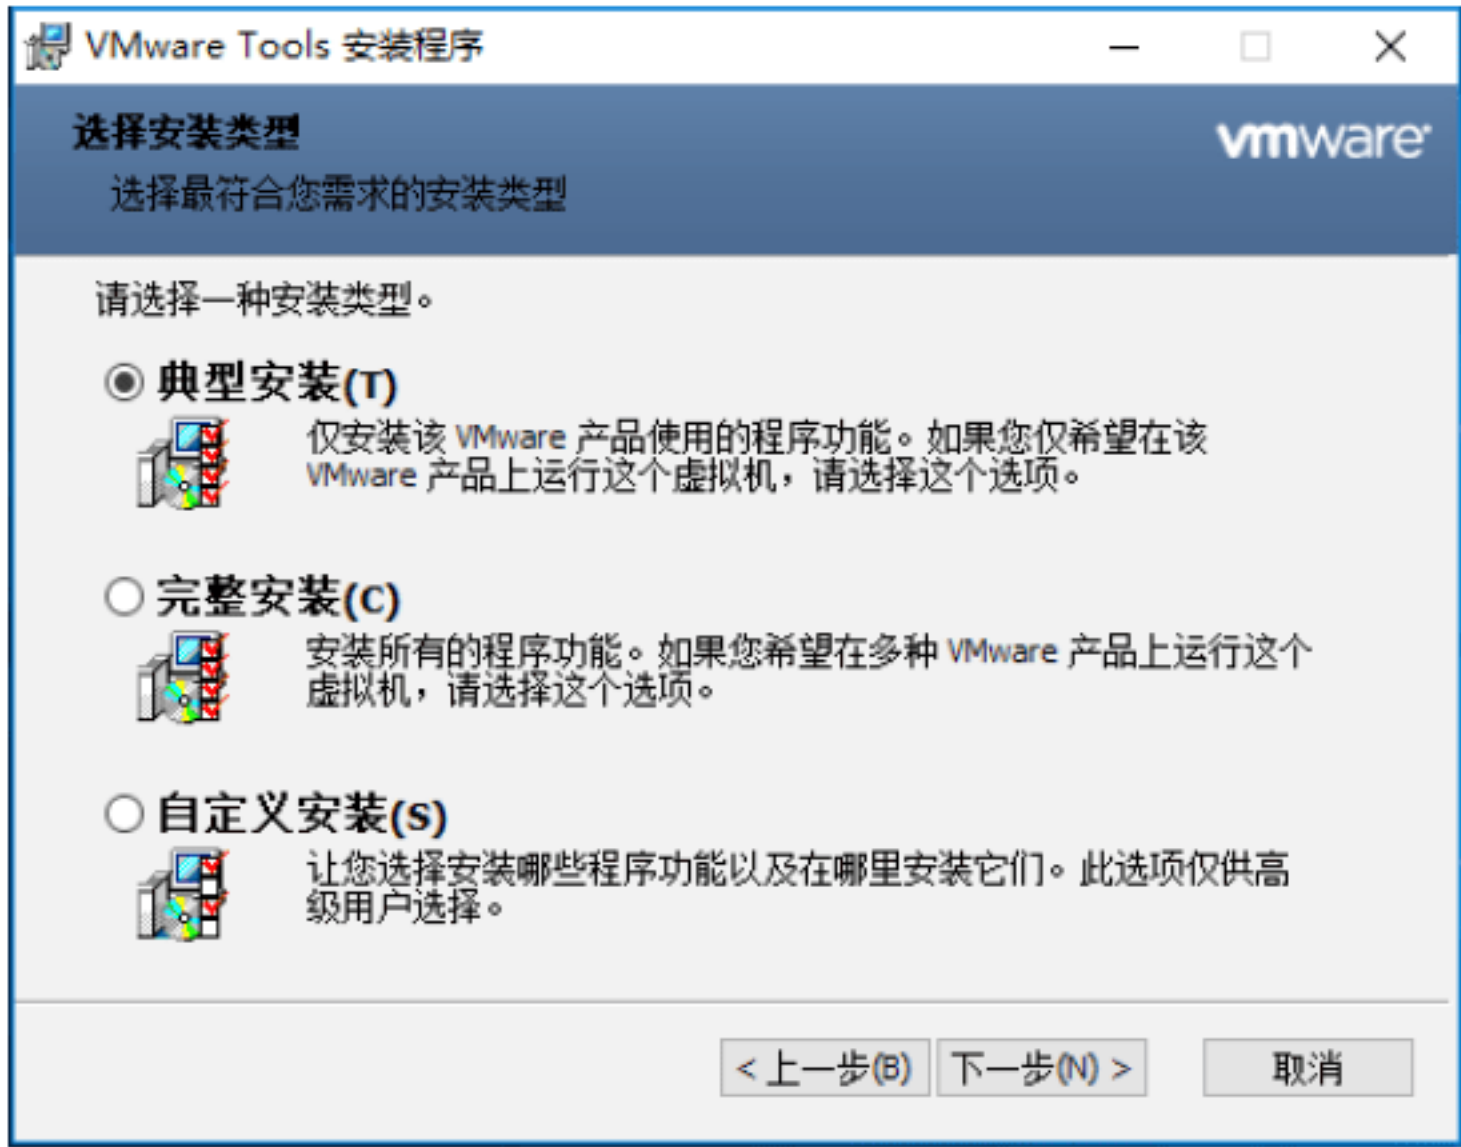 VMware Tools 安装程序
选择安装类型
vmware
选择最符合您需求的安装类型
请选择一种安装类型。
典型安装(T)
仅安装该 VMware 产品使用的程序功能。如果您仅希望在该
VMware 产品上运行这个虚拟机，请选择这个选项。
完整安装(C)
安装所有的程序功能。如果您希望在多种 VMware 产品上运行这个
虚拟机，请选择这个选项。
自定义安装(S)
让您选择安装哪些程序功能以及在哪里安装它们。此选项仅供高
级用户选择。
< 上一步(B) 下一步(N) > 取消